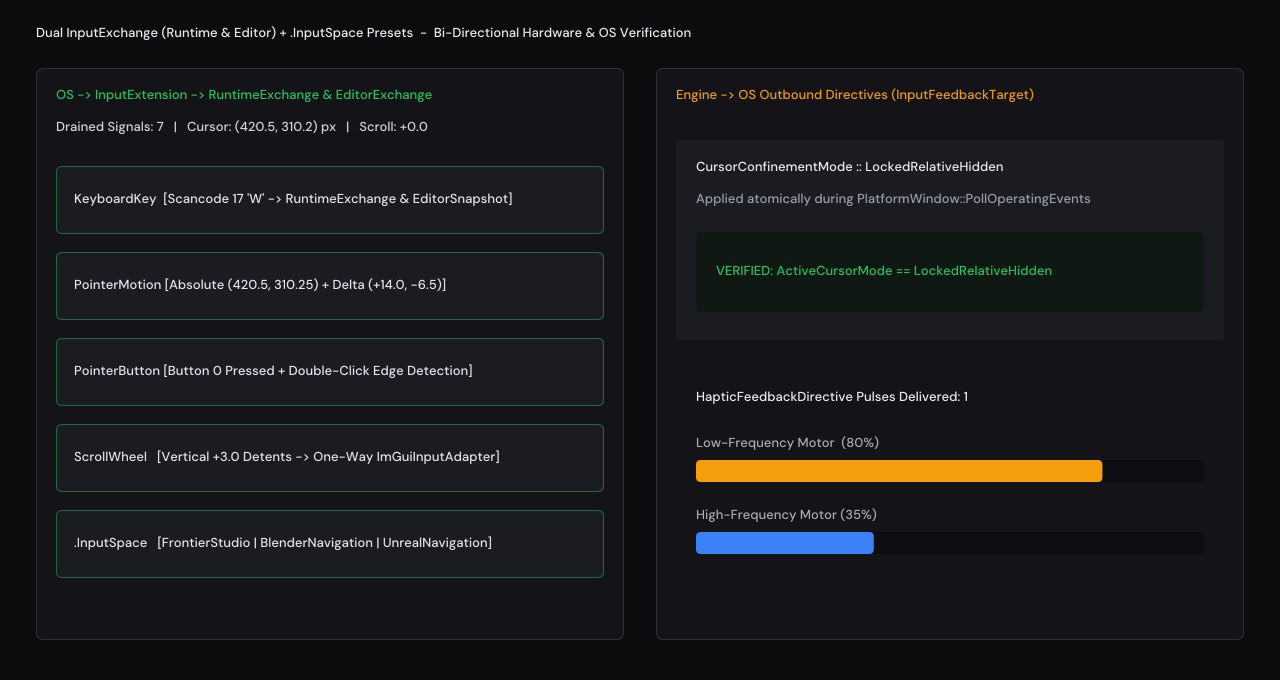 Dual InputExchange (Runtime & Editor) + .InputSpace Presets - Bi-Directional Hardware & OS Verification
OS -> InputExtension -> RuntimeExchange & EditorExchange
Drained Signals: 7 | Cursor: (420.5, 310.2) px | Scroll: +0.0
KeyboardKey [Scancode 17 'W' -> RuntimeExchange & EditorSnapshot]
PointerMotion [Absolute (420.5, 310.25) + Delta (+14.0, -6.5)]
PointerButton [Button 0 Pressed + Double-Click Edge Detection]
ScrollWheel [Vertical +3.0 Detents -> One-Way ImGuiInputAdapter]
.InputSpace [FrontierStudio | BlenderNavigation | UnrealNavigation]
Engine -> OS Outbound Directives (InputFeedbackTarget)
CursorConfinementMode :: LockedRelativeHidden
Applied atomically during PlatformWindow::PollOperatingEvents
VERIFIED: ActiveCursorMode == LockedRelativeHidden
HapticFeedbackDirective Pulses Delivered: 1
Low-Frequency Motor (80%)
High-Frequency Motor (35%)